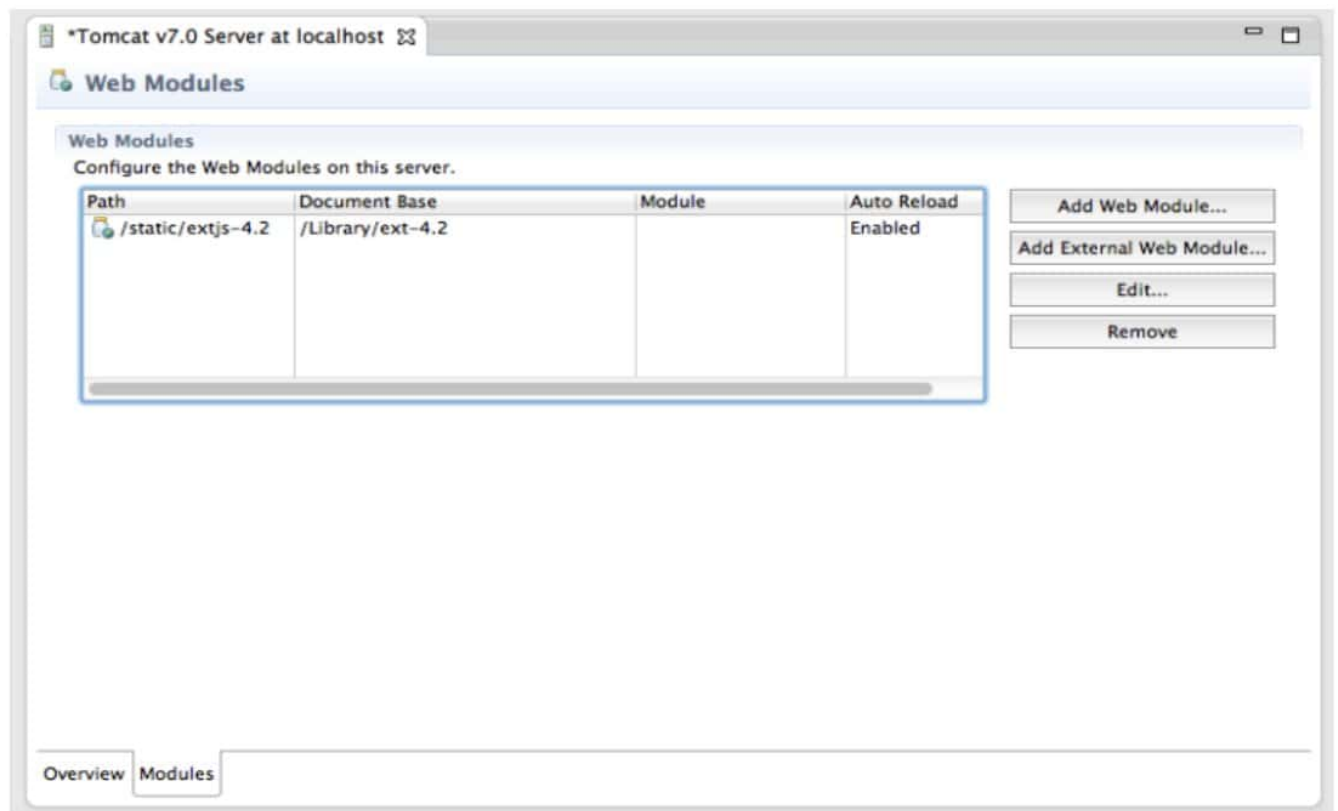 *Tomcat v7.0 Server at localhost
Web Modules
Web Modules
Configure the Web Modules on this server.
Path Document Base Module Auto Reload
/static/extjs-4.2 /Library/ext-4.2 Enabled
Add Web Module...
Add External Web Module...
Edit...
Remove
Overview Modules